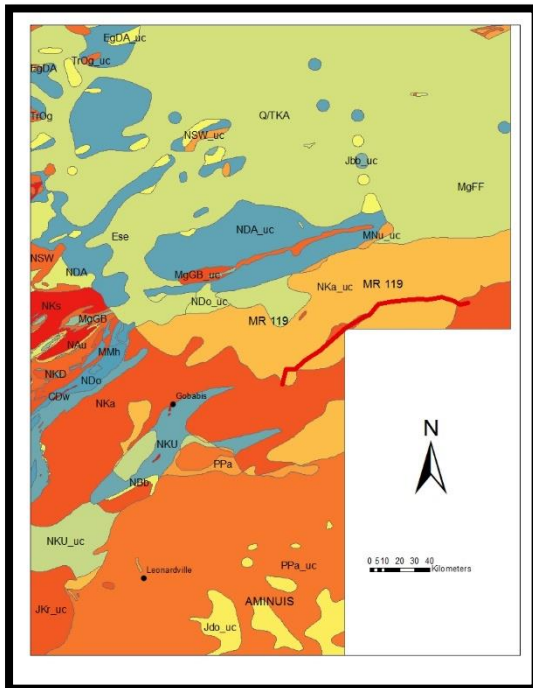 EgDA_uc
TrOg_uc
EgDA
TrOg
Q/TKA
NSW_uc
Jbb_uc
MgFF
Ese
NDA_uc
MNu_uc
NSW
NDA
MgGB_uc
NKa_uc
MR 119
NDo_uc
NKs
MgGB
MR 119
NAu
MMh
NKD
NDo
CDw
NKa
Gobabis
N
NKU
PPa
NBb
NKU_uc
PPa_uc
0 5 10 20 30 40
Kilometers
Leonardville
JKr_uc
AMINUIS
Jdo_uc